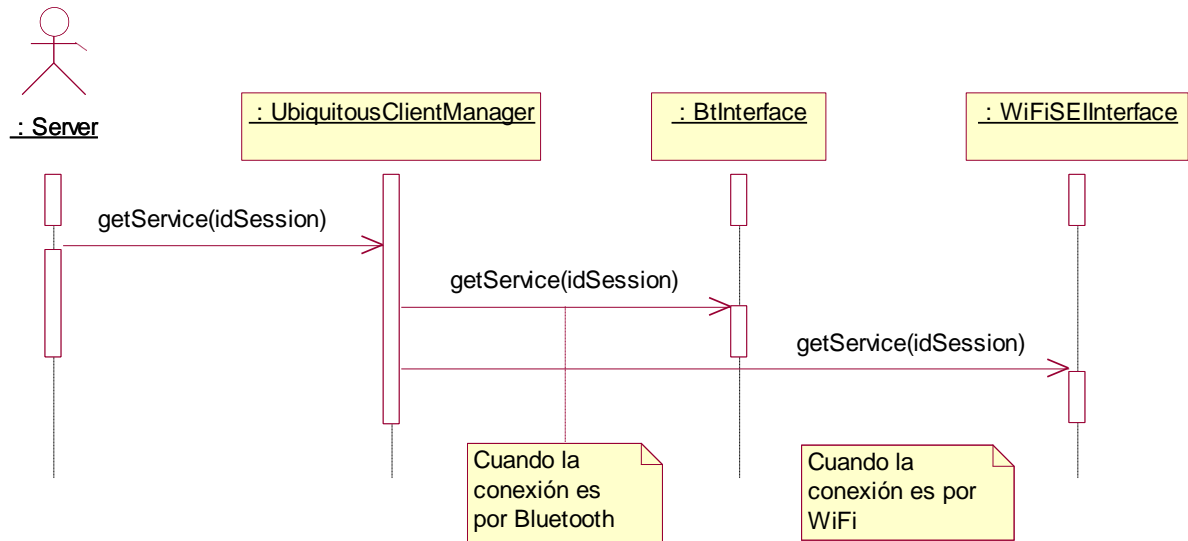 : Server
: UbiquitousClientManager
: BtInterface
: WiFiSEIInterface
getService(idSession)
getService(idSession)
getService(idSession)
Cuando la
conexión es
por Bluetooth
Cuando la
conexión es por
WiFi